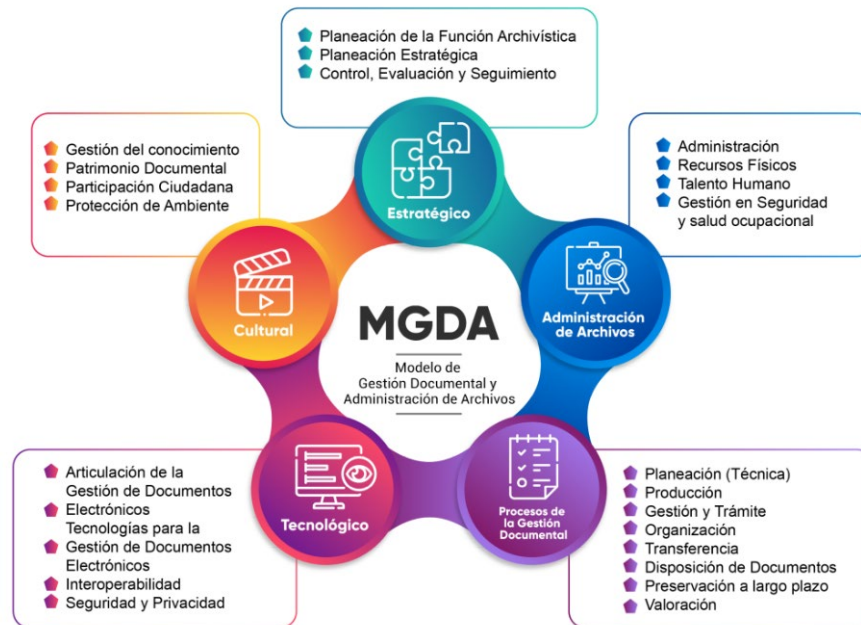 Planeación de la Función Archivística
Planeación Estratégica
Control, Evaluación y Seguimiento
Estratégico
Gestión del conocimiento
Patrimonio Documental
Participación Ciudadana
Protección de Ambiente
Cultural
Administración
Recursos Físicos
Talento Humano
Gestión en Seguridad
y salud ocupacional
Administración
de Archivos
MGDA
Modelo de
Gestión Documental y
Administración de Archivos
Articulación de la
Gestión de Documentos
Electrónicos
Tecnologías para la
Gestión de Documentos
Electrónicos
Interoperabilidad
Seguridad y Privacidad
Tecnológico
Procesos de
la Gestión
Documental
Planeación (Técnica)
Producción
Gestión y Trámite
Organización
Transferencia
Disposición de Documentos
Preservación a largo plazo
Valoración